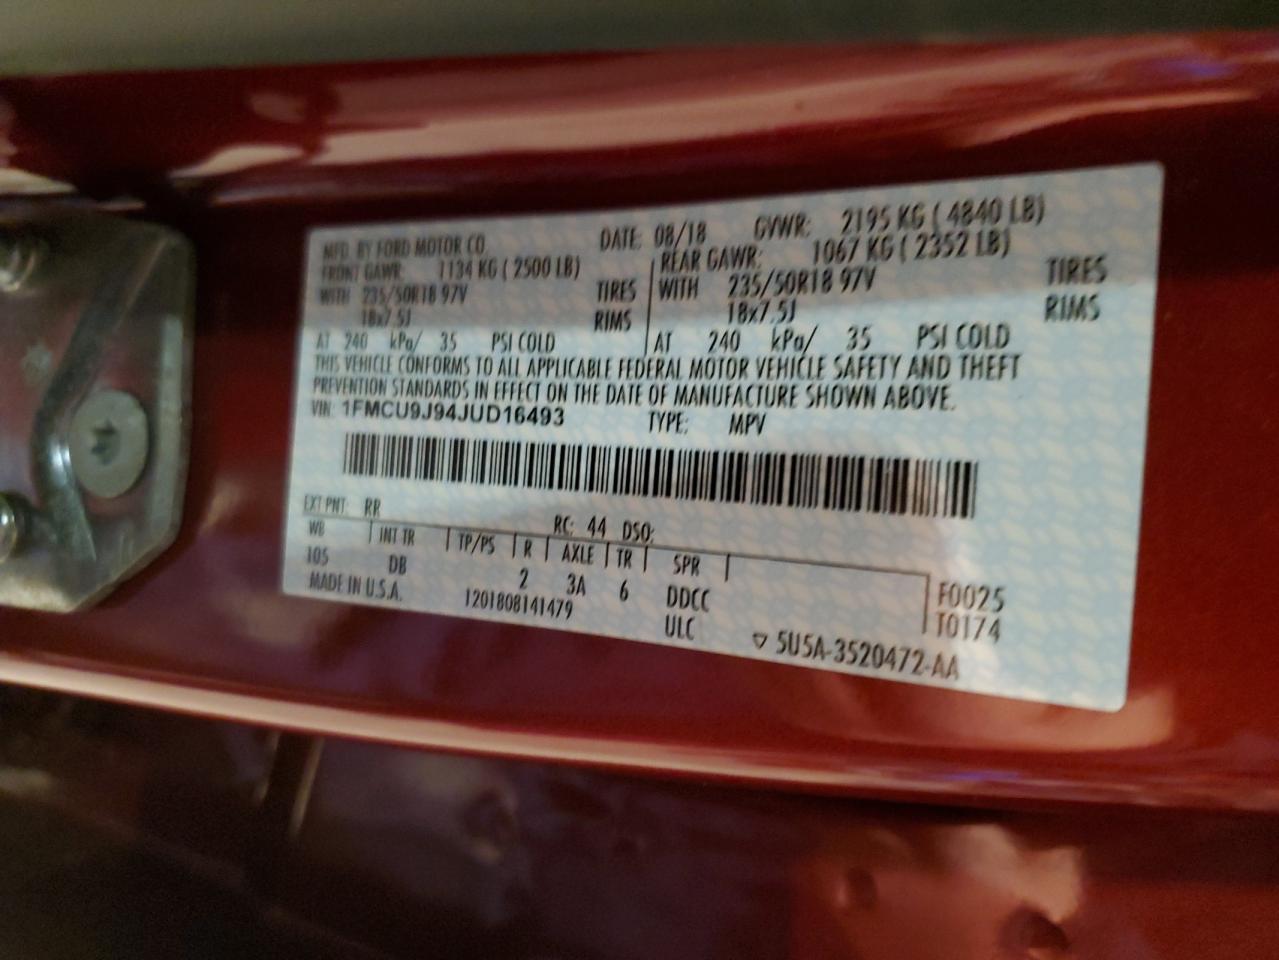 MFD. BY FORD MOTOR CO. DATE: 08/18 GVWR: 2195 KG ( 4840 LB)
FRONT GAWR: 1134 KG ( 2500 LB) REAR GAWR: 1067 KG ( 2352 LB)
WITH 235/50R18 97V TIRES WITH 235/50R18 97V TIRES
18x7.5J RIMS 18x7.5J RIMS
AT 240 kPa/ 35 PSI COLD AT 240 kPa/ 35 PSI COLD
THIS VEHICLE CONFORMS TO ALL APPLICABLE FEDERAL MOTOR VEHICLE SAFETY AND THEFT
PREVENTION STANDARDS IN EFFECT ON THE DATE OF MANUFACTURE SHOWN ABOVE.
VIN: 1FMCU9J94JUD16493 TYPE: MPV
EXT PNT: RR RC: 44 DSO:
WB INT TR TP/PS R AXLE TR SPR
105 DB 2 3A 6 DDCC F0025
MADE IN U.S.A. 1201808141479 ULC T0174
▽ 5U5A-3520472-AA